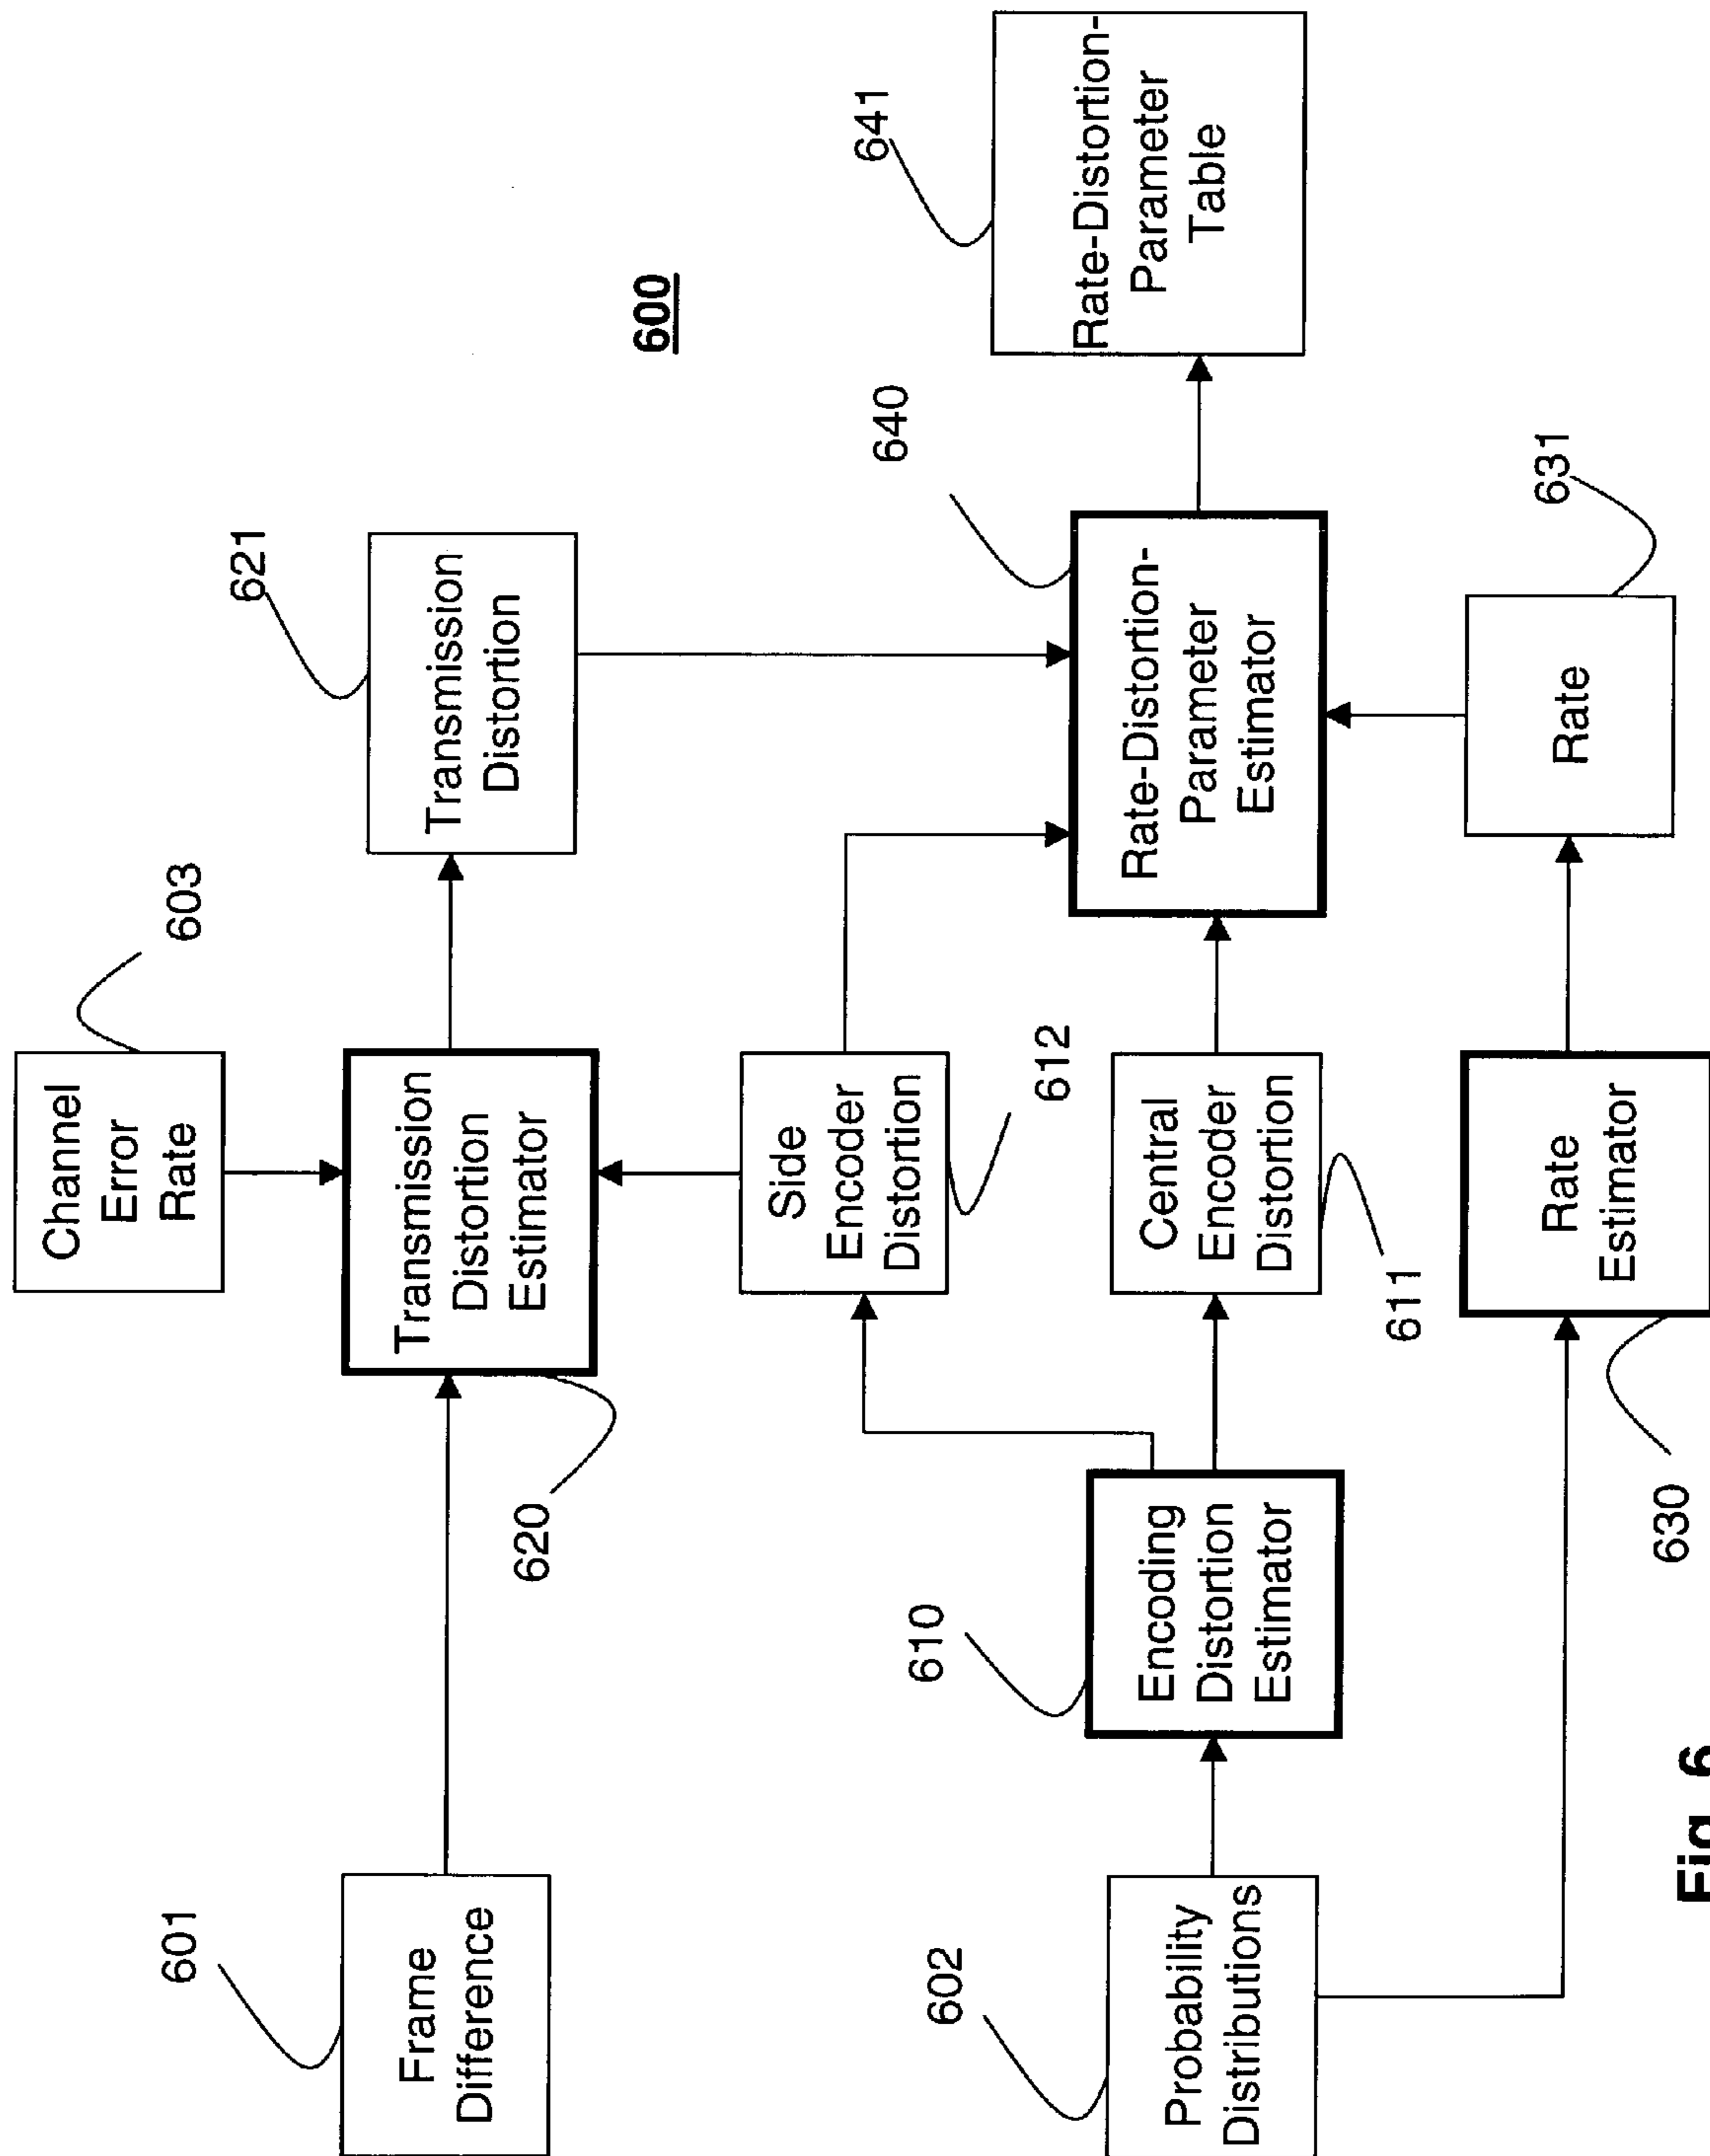 600
603
Channel
Error
Rate
601
Frame
Difference
620
Transmission
Distortion
Estimator
621
Transmission
Distortion
Side
Encoder
Distortion
612
602
Probability
Distributions
610
Encoding
Distortion
Estimator
Central
Encoder
Distortion
611
640
Rate-Distortion-
Parameter
Estimator
641
Rate-Distortion-
Parameter
Table
630
Rate
Estimator
631
Rate
Fig. 6